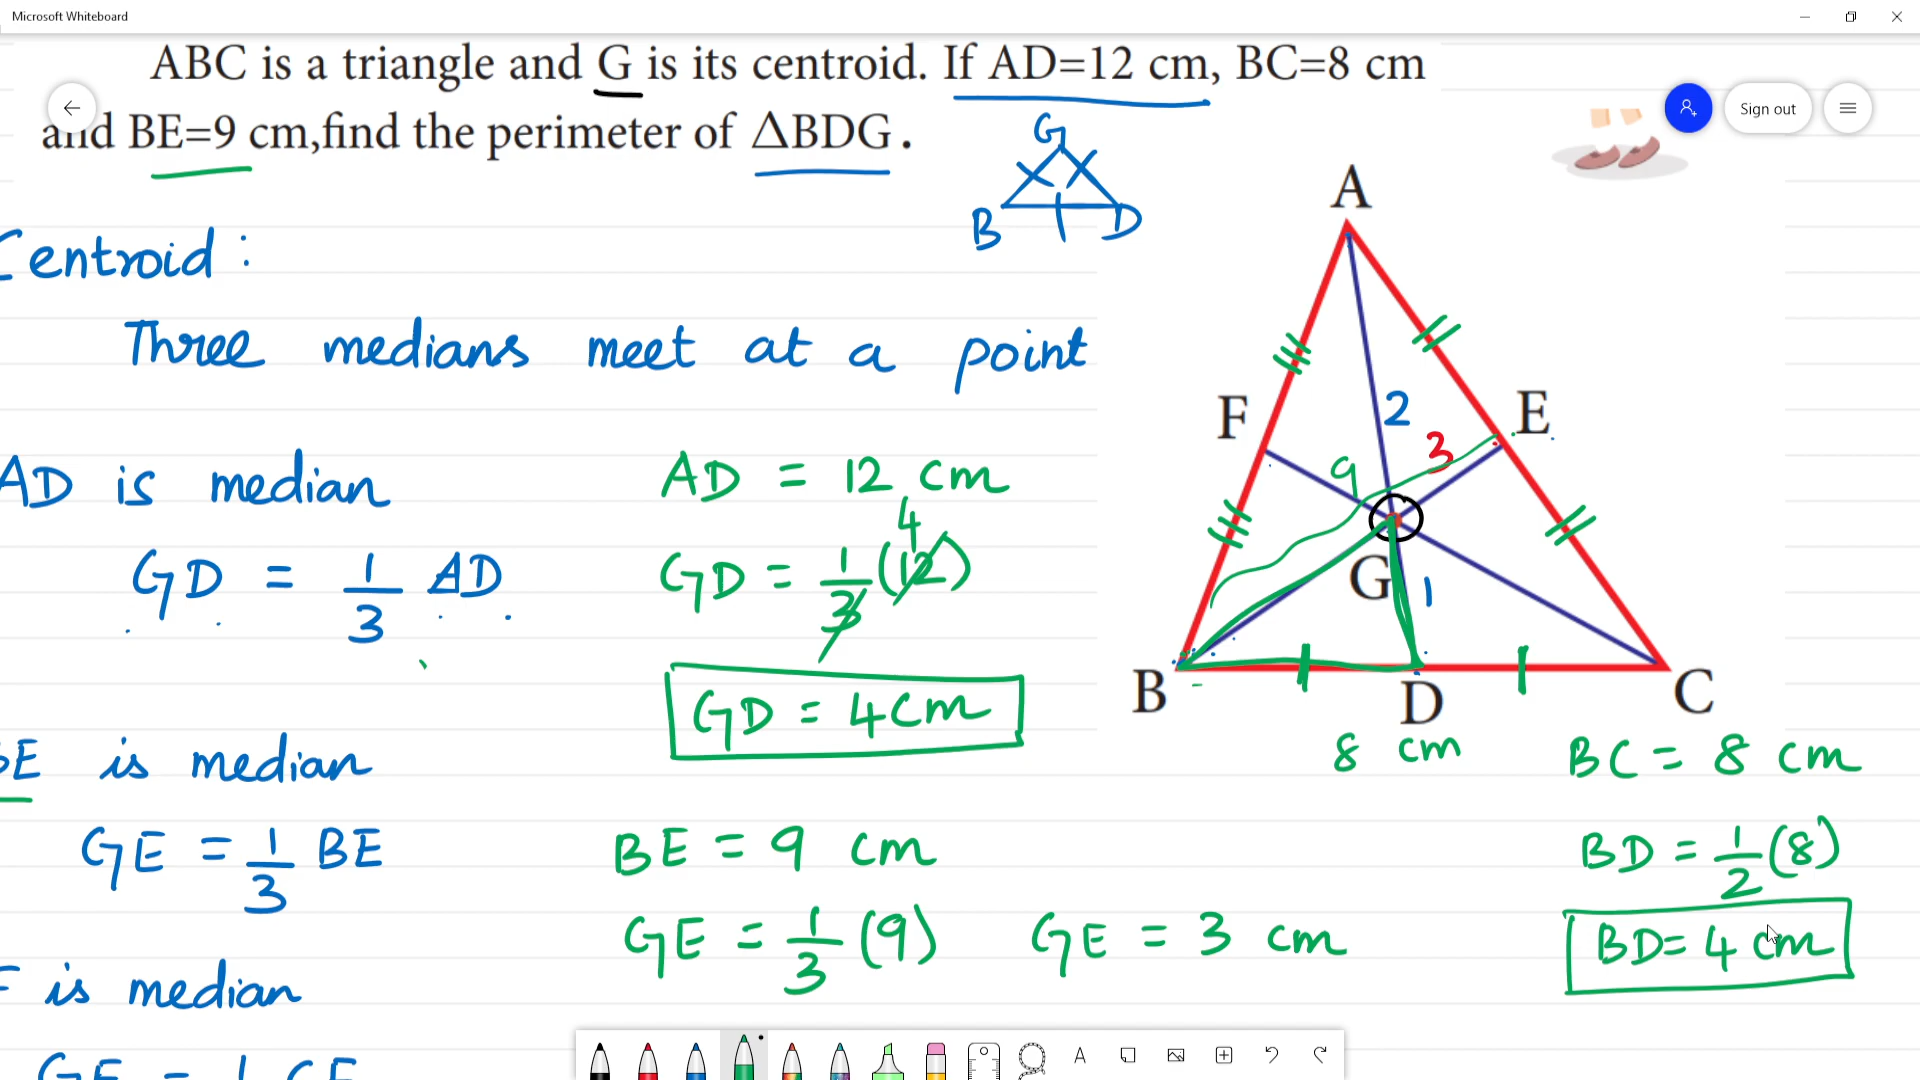 Microsoft Whiteboard
ABC is a triangle and G is its centroid. If AD=12 cm, BC=8 cm
and BE=9 cm,find the perimeter of △BDG.
Sign out
G
B D
Centroid :
Three medians meet at a point
AD is median
GD = 1/3 AD
AD = 12 cm
4
GD = 1/3 (12)
GD = 4cm
A
F
E
2
3
9
G
1
B
D
C
8 cm
BC = 8 cm
BD = 1/2 (8)
BD = 4 cm
BE is median
GE = 1/3 BE
BE = 9 cm
GE = 1/3 (9)
GE = 3 cm
F is median
A